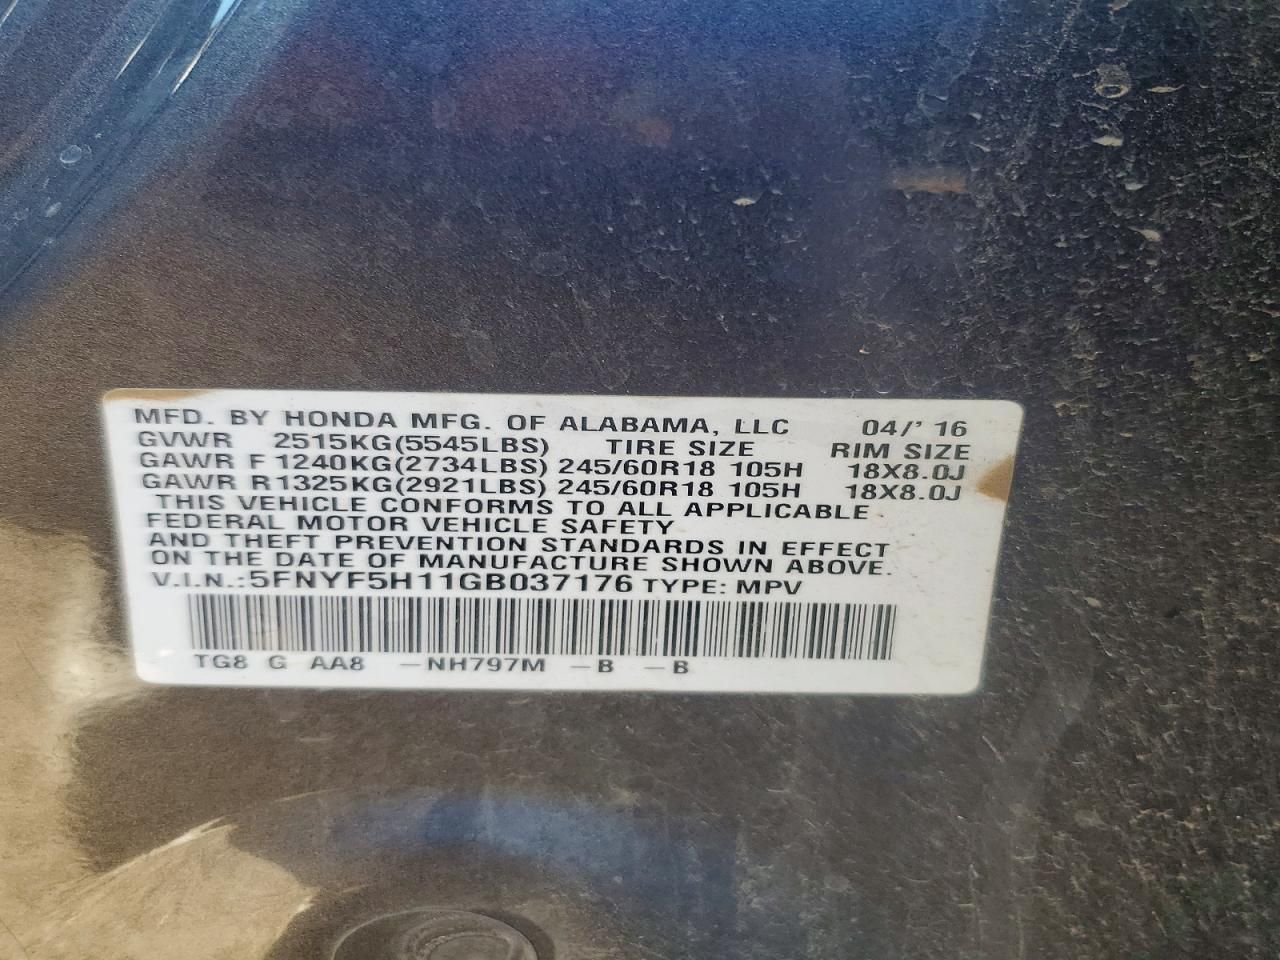 MFD. BY HONDA MFG. OF ALABAMA, LLC 04/' 16
GVWR 2515KG(5545LBS) TIRE SIZE RIM SIZE
GAWR F 1240KG(2734LBS) 245/60R18 105H 18X8.0J
GAWR R1325KG(2921LBS) 245/60R18 105H 18X8.0J
THIS VEHICLE CONFORMS TO ALL APPLICABLE
FEDERAL MOTOR VEHICLE SAFETY
AND THEFT PREVENTION STANDARDS IN EFFECT
ON THE DATE OF MANUFACTURE SHOWN ABOVE.
V.I.N.:5FNYF5H11GB037176 TYPE: MPV
TG8 G AA8 -NH797M -B -B